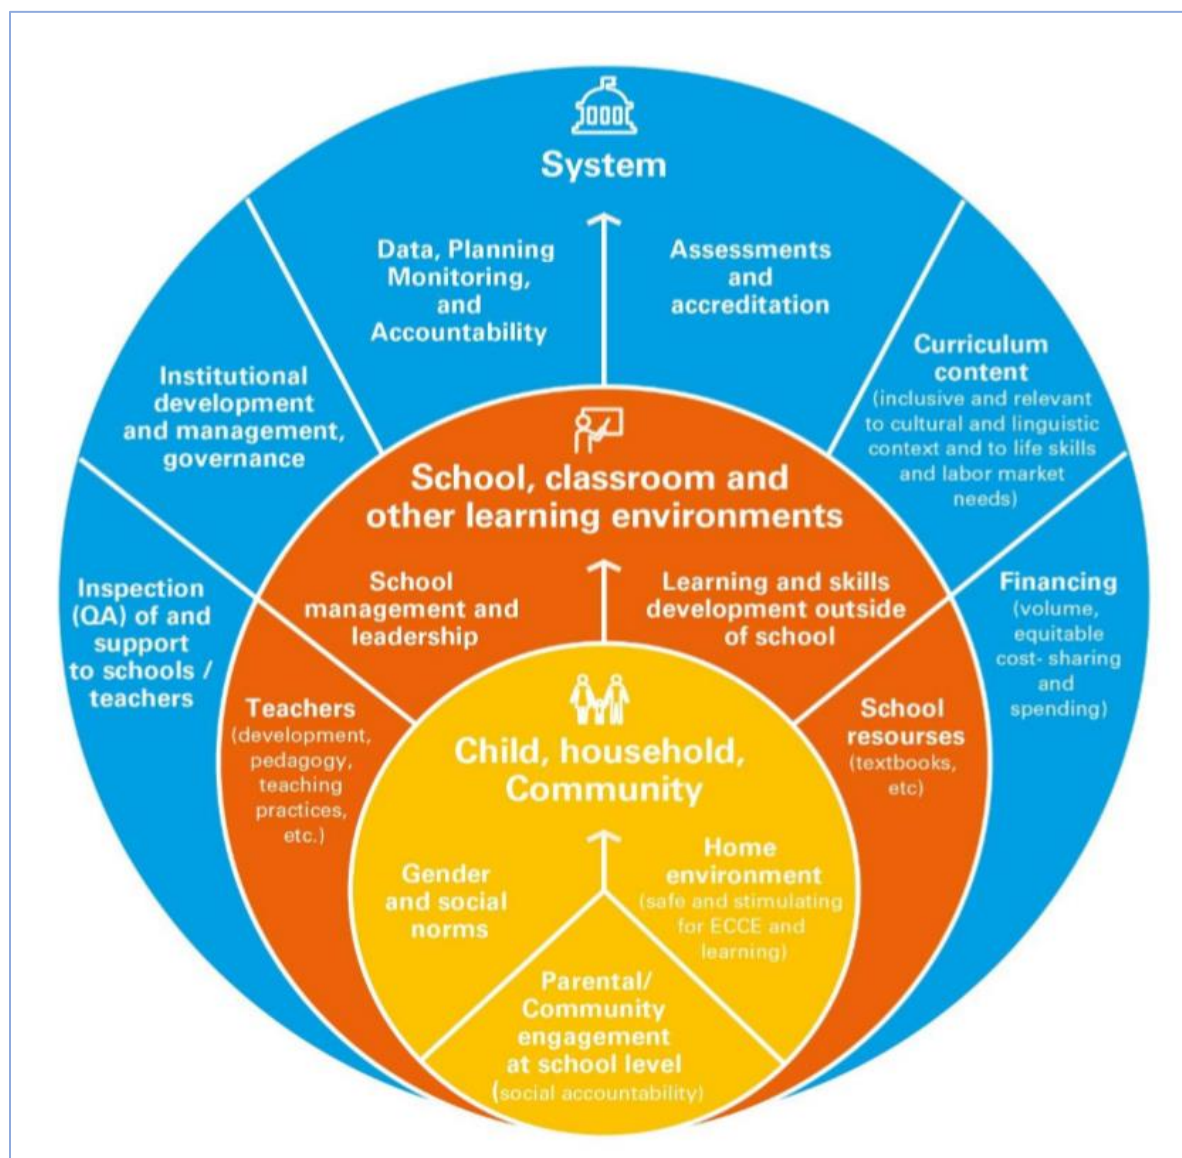 System
Data, Planning
Monitoring,
and
Accountability
Assessments
and
accreditation
Institutional
development
and management,
governance
Curriculum
content
(inclusive and relevant
to cultural and linguistic
context and to life skills
and labor market
needs)
Inspection
(QA) of and
support
to schools /
teachers
Financing
(volume,
equitable
cost- sharing
and
spending)
School, classroom and
other learning environments
School
management and
leadership
Learning and skills
development outside
of school
Teachers
(development,
pedagogy,
teaching
practices,
etc.)
School
resourses
(textbooks,
etc)
Child, household,
Community
Gender
and social
norms
Home
environment
(safe and stimulating
for ECCE and
learning)
Parental/
Community
engagement
at school level
(social accountability)